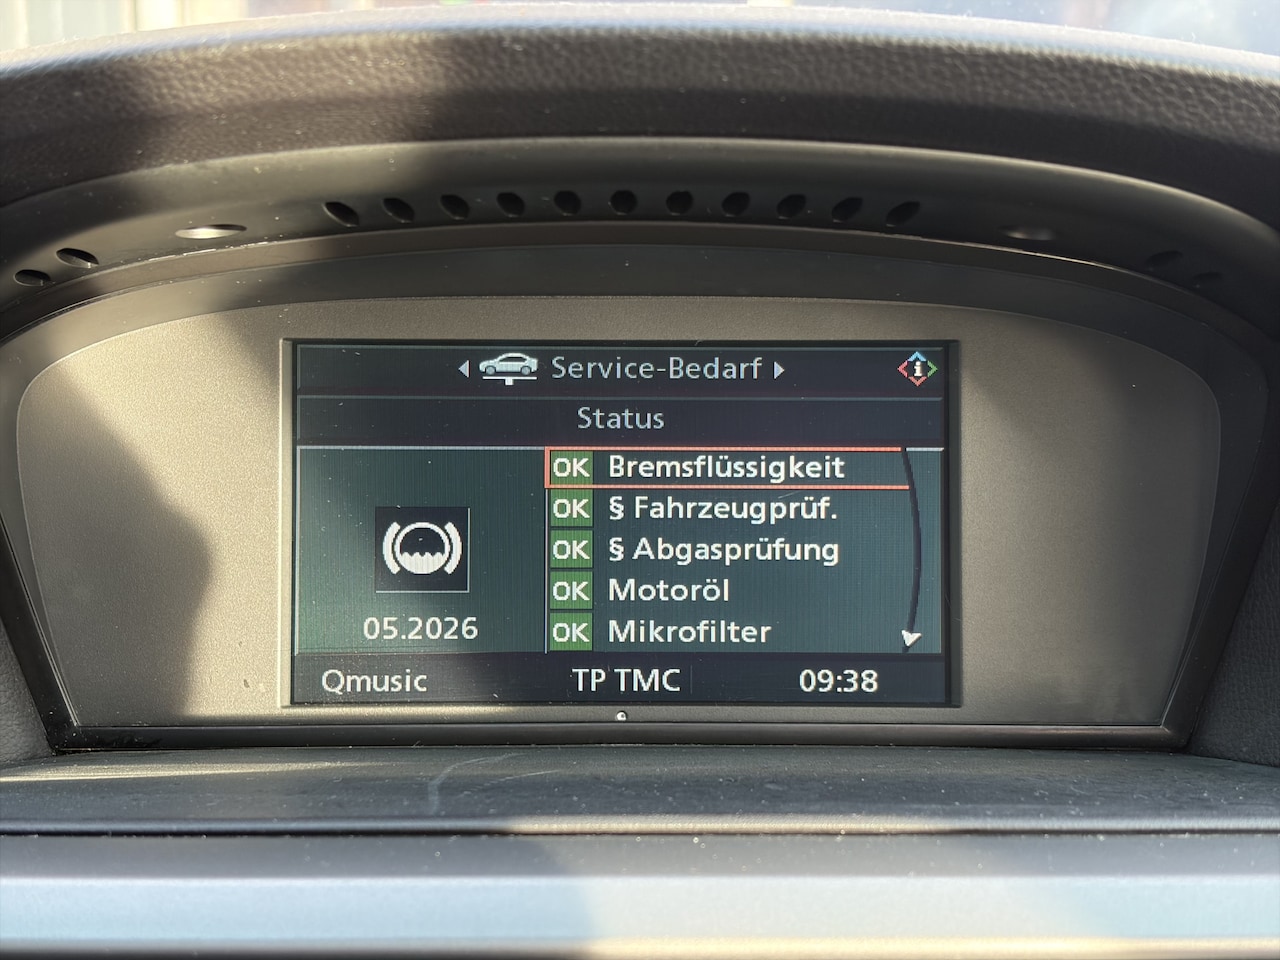 Service-Bedarf
i
Status
OK Bremsflüssigkeit
OK § Fahrzeugprüf.
OK § Abgasprüfung
OK Motoröl
OK Mikrofilter
05.2026
Qmusic TP TMC 09:38